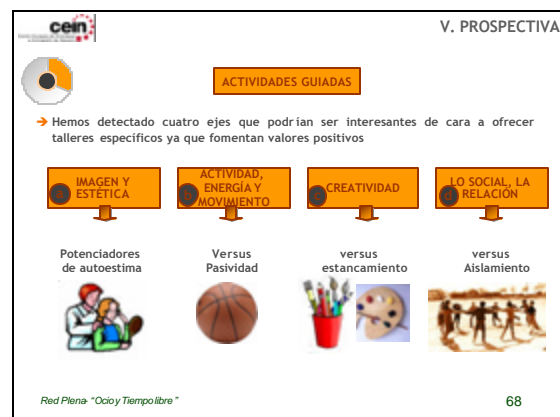 cein
V. PROSPECTIVA
ACTIVIDADES GUIADAS
Hemos detectado cuatro ejes que podrían ser interesantes de cara a ofrecer
talleres específicos ya que fomentan valores positivos
a
IMAGEN Y
ESTÉTICA
b
ACTIVIDAD,
ENERGÍA Y
MOVIMIENTO
c
CREATIVIDAD
d
LO SOCIAL, LA
RELACIÓN
Potenciadores
de autoestima
Versus
Pasividad
versus
estancamiento
versus
Aislamiento
Red Plena- "Ocio y Tiempo libre"
68